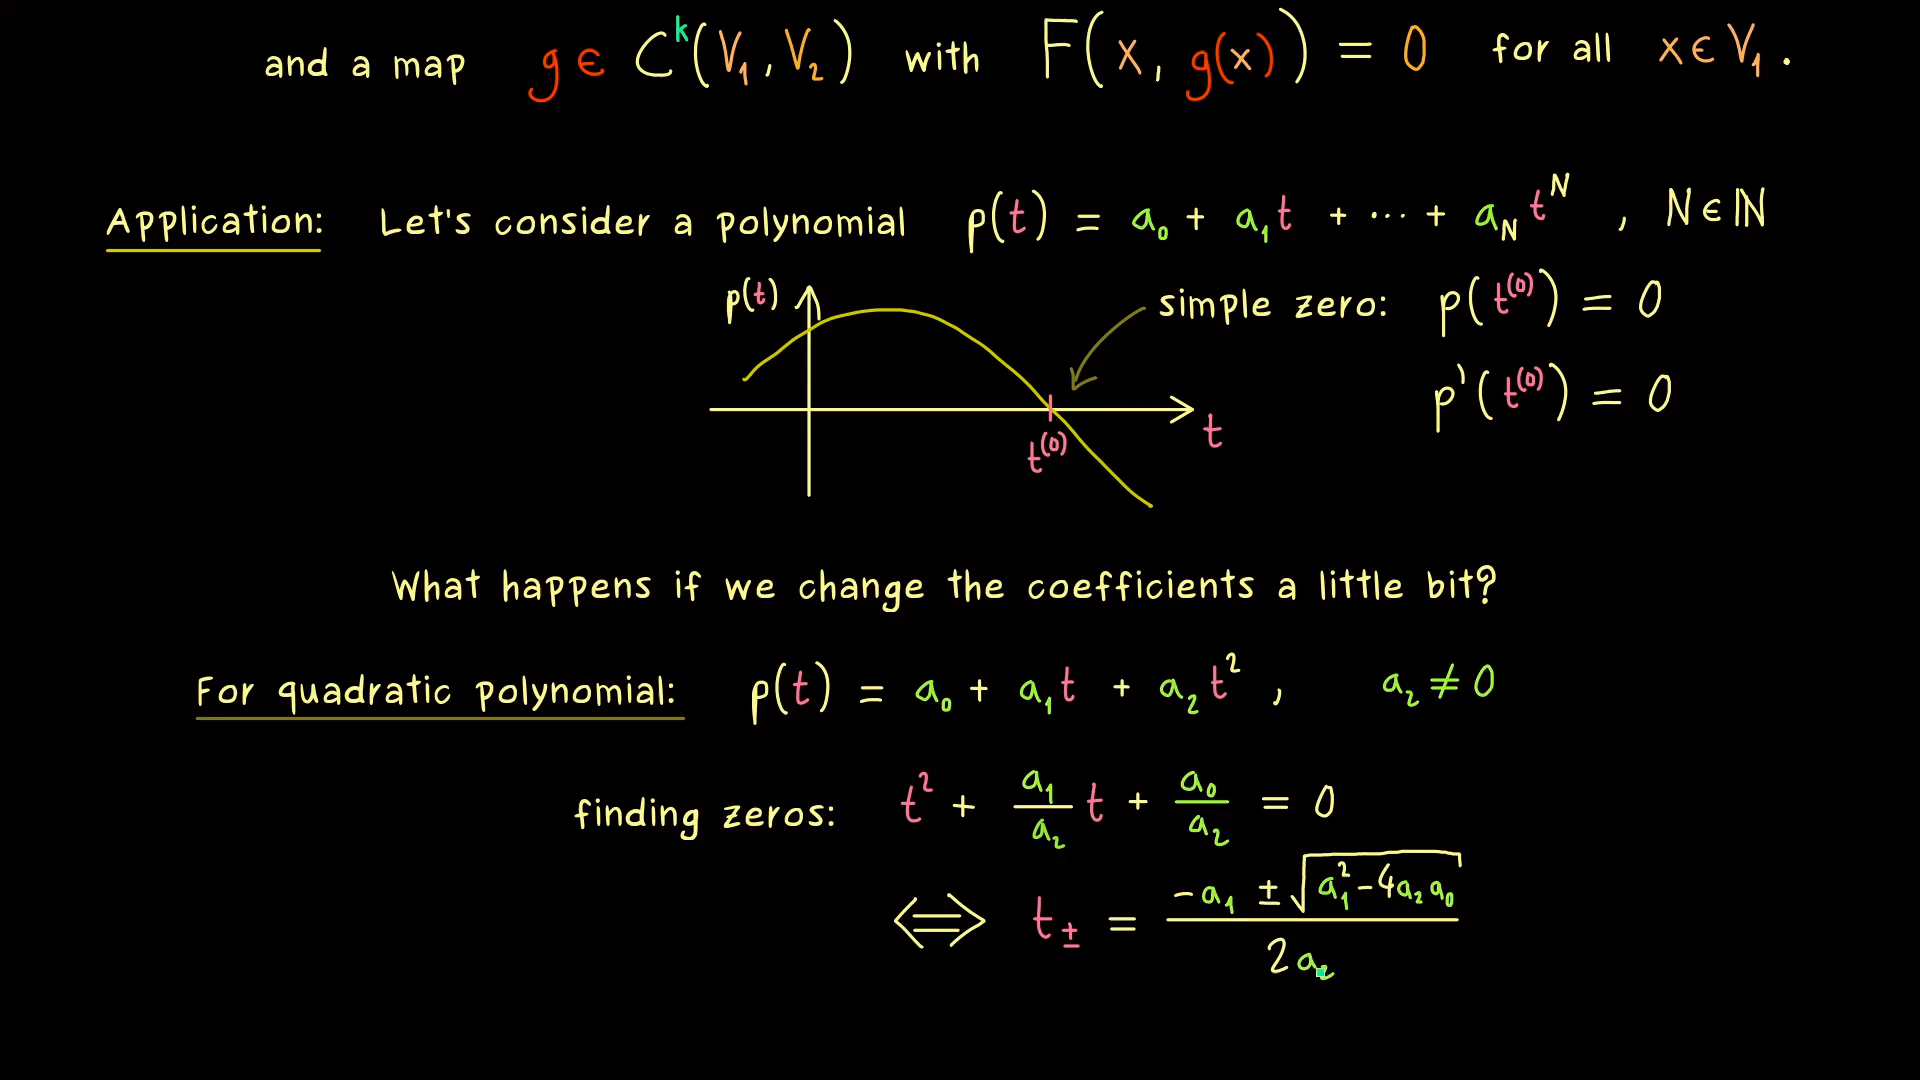 and a map g ∈ Cᵏ(V₁, V₂) with F(x, g(x)) = 0 for all x ∈ V₁.
Application: Let's consider a polynomial p(t) = a₀ + a₁t + ⋯ + a_N t^N , N ∈ ℕ
p(t)
simple zero: p(t⁽⁰⁾) = 0
p'(t⁽⁰⁾) = 0
t
t⁽⁰⁾
What happens if we change the coefficients a little bit?
For quadratic polynomial: p(t) = a₀ + a₁t + a₂t² , a₂ ≠ 0
finding zeros: t² + a₁/a₂ t + a₀/a₂ = 0
⟺ t± = (-a₁ ± √(a₁² - 4a₂a₀)) / 2a₂